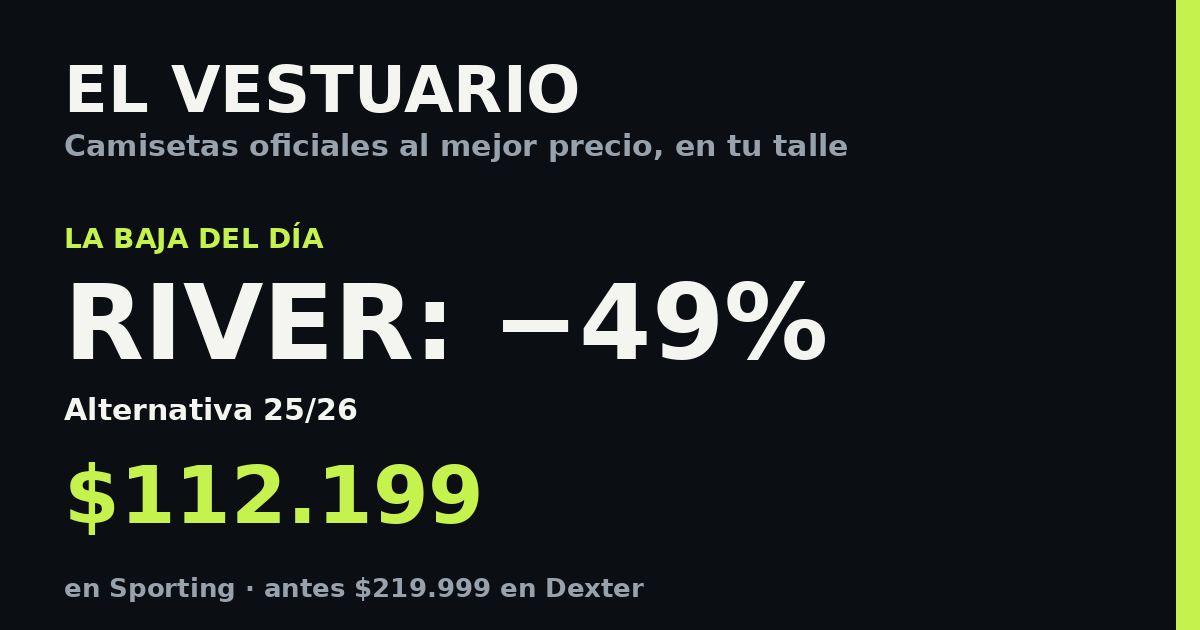 EL VESTUARIO
Camisetas oficiales al mejor precio, en tu talle
LA BAJA DEL DÍA
RIVER: −49%
Alternativa 25/26
$112.199
en Sporting · antes $219.999 en Dexter